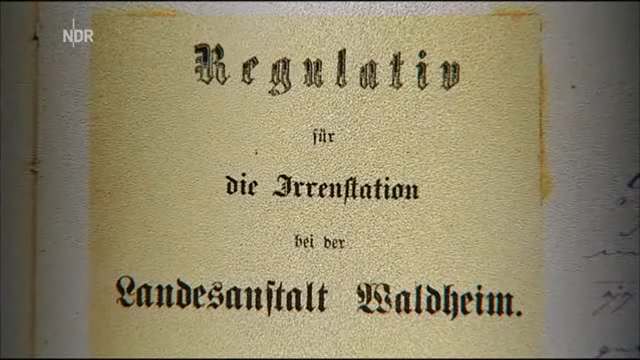 NDR
Regulativ
für
die Irrenſtation
bei der
Landesanſtalt Waldheim.